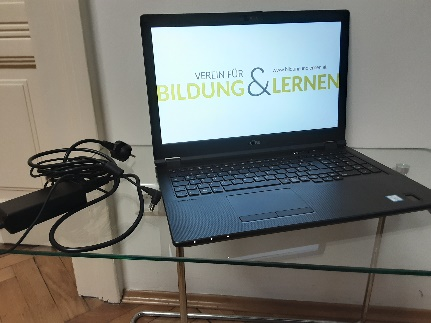 VEREIN FÜR
BILDUNG & LERNEN